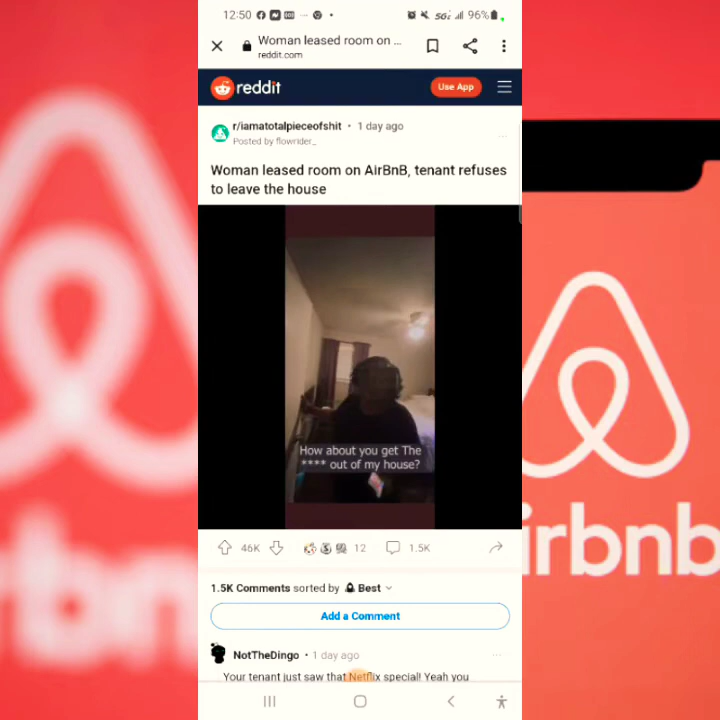 12:50
5G
96%
Woman leased room on ...
reddit.com
reddit
Use App
r/iamatotalpieceofshit • 1 day ago
Posted by flowrider_
Woman leased room on AirBnB, tenant refuses
to leave the house
How about you get The
**** out of my house?
46K
12
1.5K
1.5K Comments sorted by Best
Add a Comment
NotTheDingo • 1 day ago
Your tenant just saw that Netflix special! Yeah you
irbnb